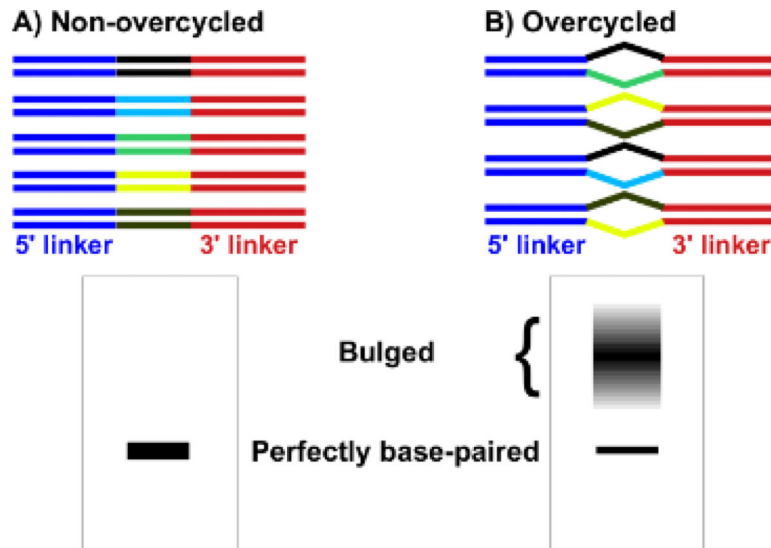 A) Non-overcycled
B) Overcycled
5' linker
3' linker
5' linker
3' linker
Bulged
{
Perfectly base-paired